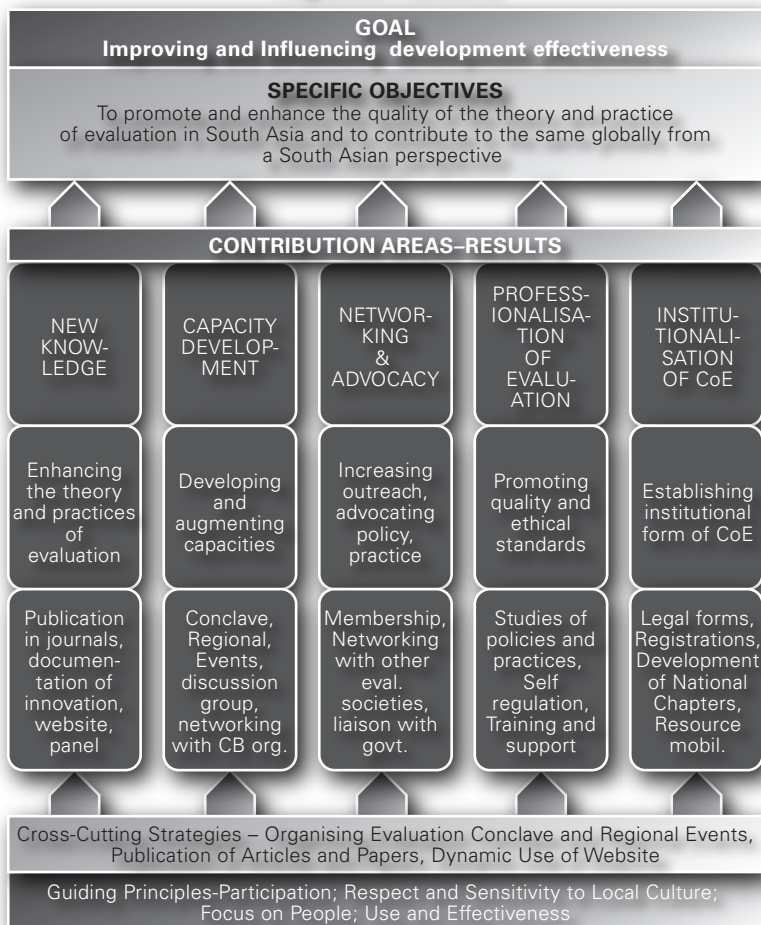 GOAL
Improving and Influencing development effectiveness
SPECIFIC OBJECTIVES
To promote and enhance the quality of the theory and practice
of evaluation in South Asia and to contribute to the same globally from
a South Asian perspective
CONTRIBUTION AREAS–RESULTS
NEW
KNOW-
LEDGE
CAPACITY
DEVELOP-
MENT
NETWOR-
KING
&
ADVOCACY
PROFESS-
IONALISA-
TION
OF
EVALU-
ATION
INSTITU-
TIONALI-
SATION
OF CoE
Enhancing
the theory
and practices
of
evaluation
Developing
and
augmenting
capacities
Increasing
outreach,
advocating
policy,
practice
Promoting
quality and
ethical
standards
Establishing
institutional
form of CoE
Publication
in journals,
documen-
tation of
innovation,
website,
panel
Conclave,
Regional,
Events,
discussion
group,
networking
with CB org.
Membership,
Networking
with other
eval.
societies,
liaison with
govt.
Studies of
policies and
practices,
Self
regulation,
Training and
support
Legal forms,
Registrations,
Development
of National
Chapters,
Resource
mobil.
Cross-Cutting Strategies – Organising Evaluation Conclave and Regional Events,
Publication of Articles and Papers, Dynamic Use of Website
Guiding Principles-Participation; Respect and Sensitivity to Local Culture;
Focus on People; Use and Effectiveness